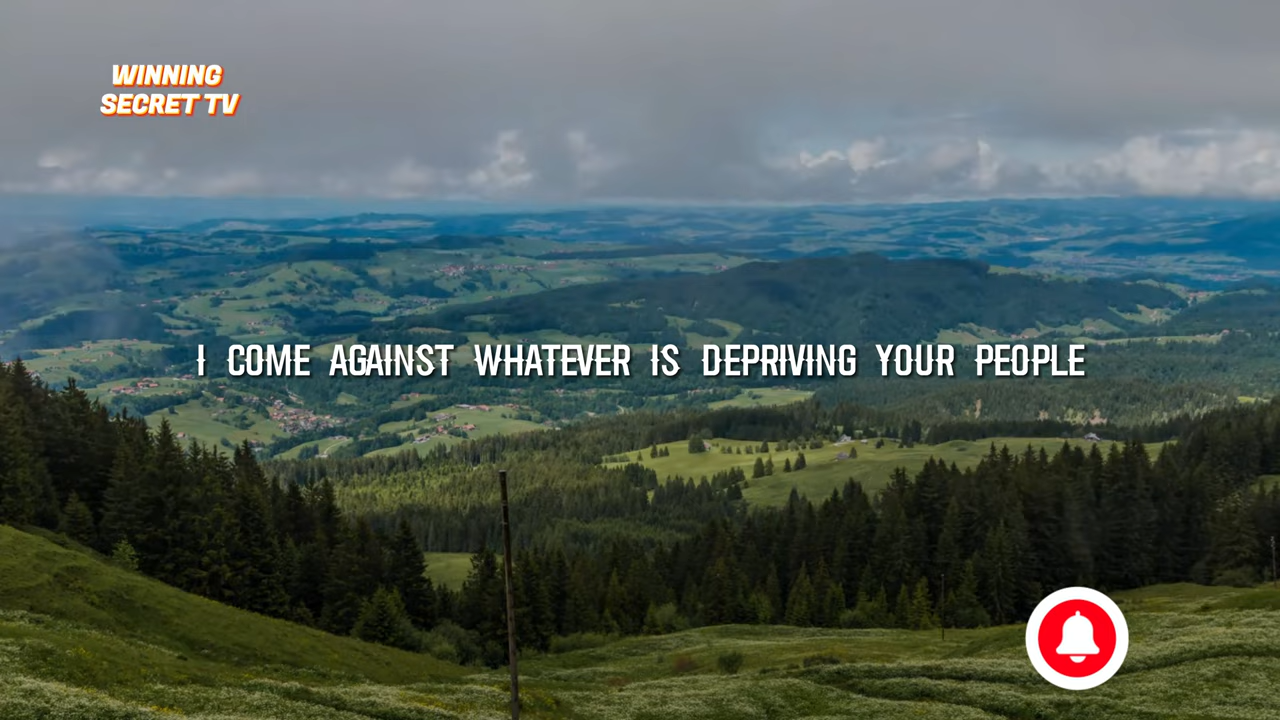 WINNING
SECRET TV
I COME AGAINST WHATEVER IS DEPRIVING YOUR PEOPLE